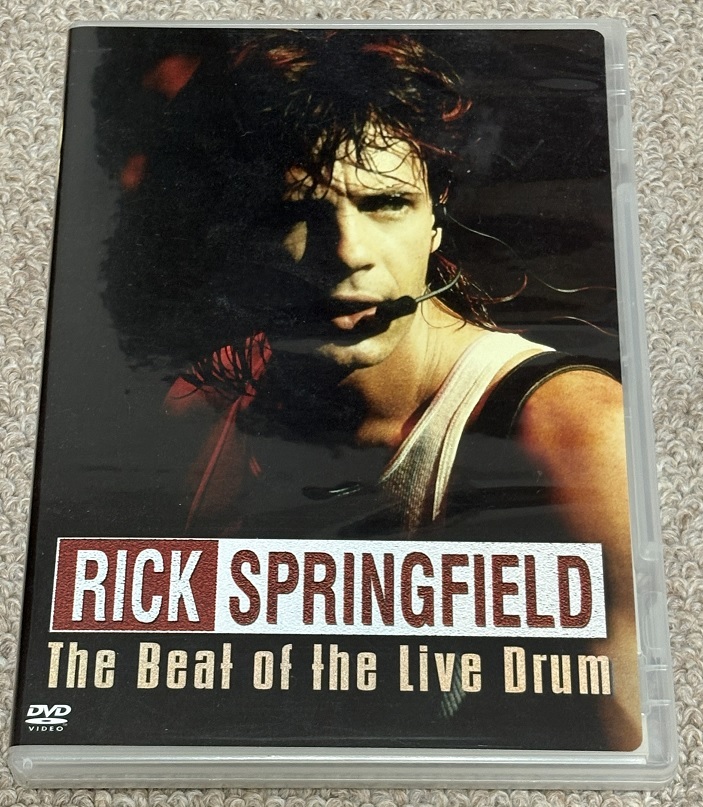 RICK SPRINGFIELD
The Beat of the Live Drum
DVD
VIDEO